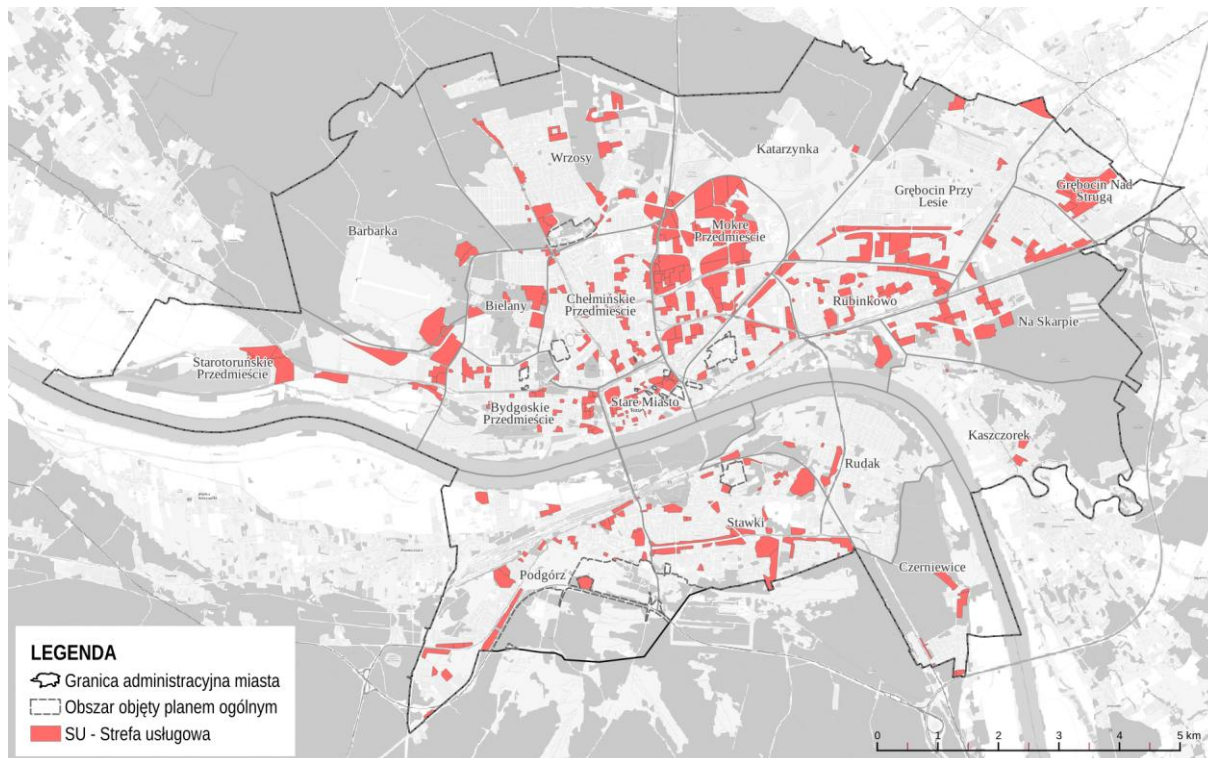 Wrzosy
Katarzynka
Grębocin Przy
Lesie
Grębocin Nad
Strugą
Barbarka
Mokre
Przedmieście
Bielany
Chełmińskie
Przedmieście
Rubinkowo
Na Skarpie
Starotoruńskie
Przedmieście
Bydgoskie
Przedmieście
Stare Miasto
Kaszczorek
Rudak
Stawki
Podgórz
Czerniewice
LEGENDA
Granica administracyjna miasta
Obszar objęty planem ogólnym
SU - Strefa usługowa
0 1 2 3 4 5 km